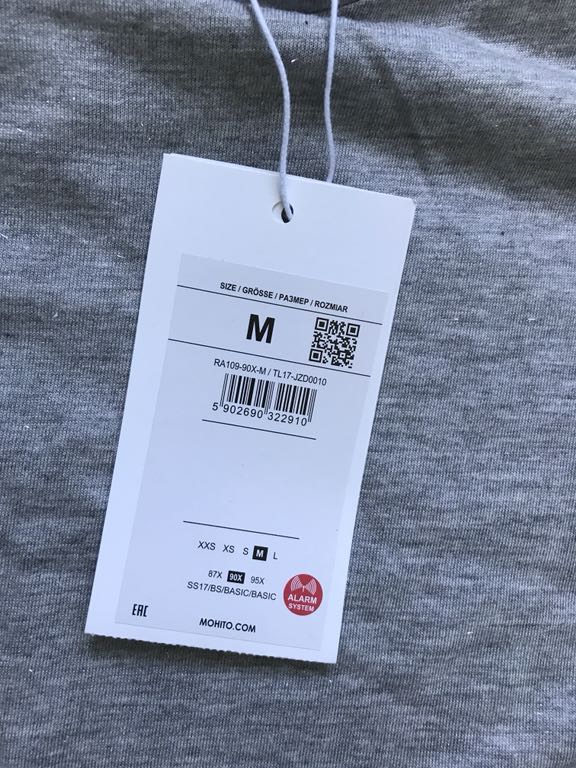 SIZE / GRÖSSE / РАЗМЕР / ROZMIAR
M
RA109-90X-M / TL17-JZD0010
5 902690 322910
XXS XS S M L
87X 90X 95X
SS17/BS/BASIC/BASIC
ALARM
SYSTEM
EAC
MOHITO.COM